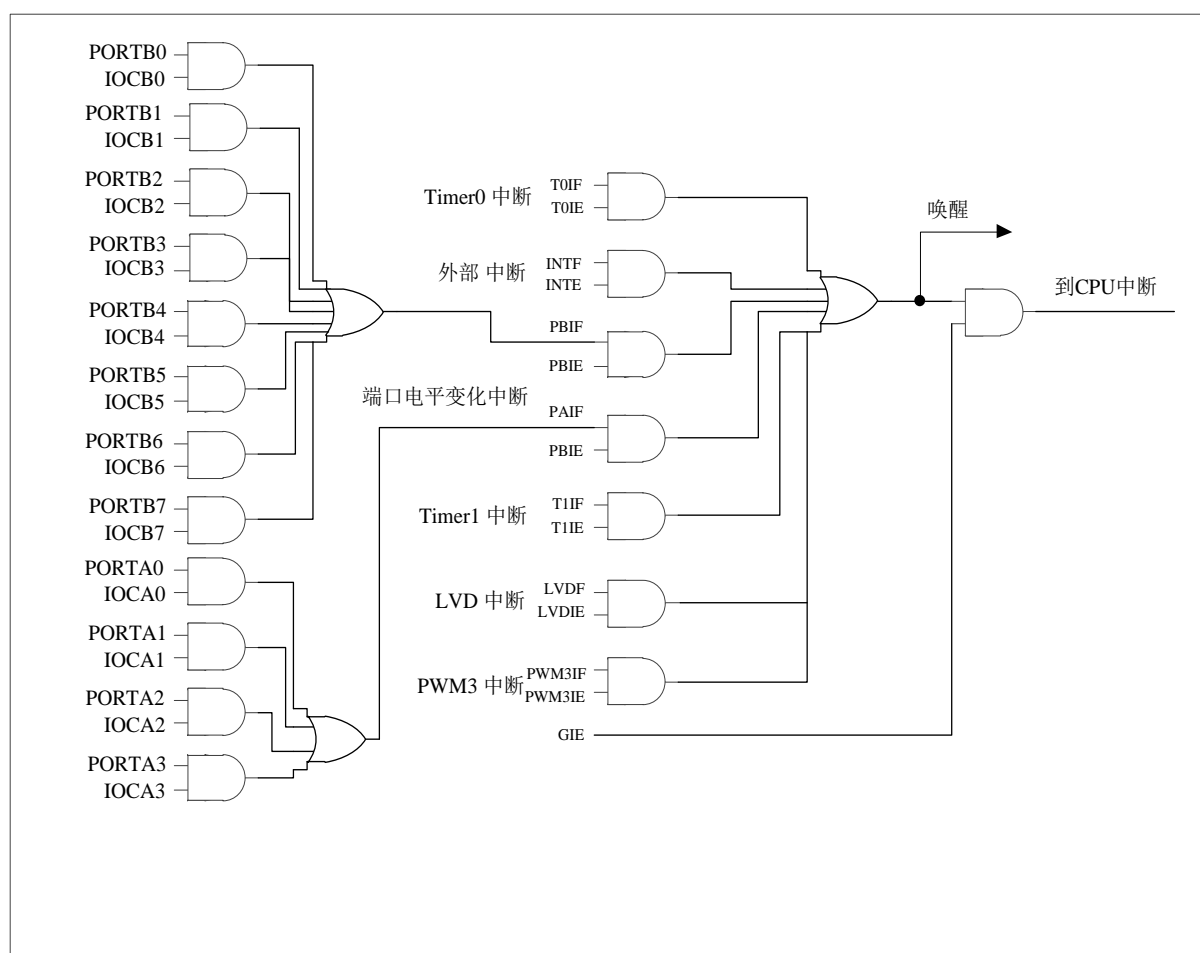 PORTB0
IOCB0
PORTB1
IOCB1
PORTB2
IOCB2
PORTB3
IOCB3
PORTB4
IOCB4
PORTB5
IOCB5
PORTB6
IOCB6
PORTB7
IOCB7
PORTA0
IOCA0
PORTA1
IOCA1
PORTA2
IOCA2
PORTA3
IOCA3
Timer0 中断
T0IF
T0IE
外部 中断
INTF
INTE
PBIF
PBIE
端口电平变化中断
PAIF
PBIE
Timer1 中断
T1IF
T1IE
LVD 中断
LVDF
LVDIE
PWM3 中断
PWM3IF
PWM3IE
GIE
唤醒
到CPU中断